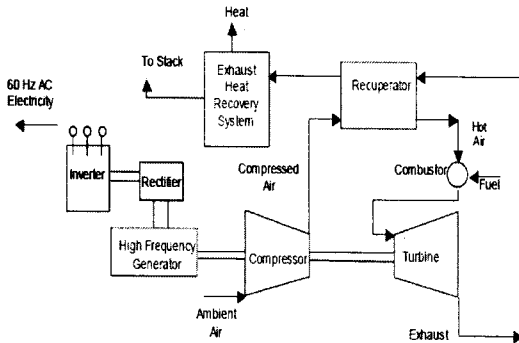 Heat
To Stack
Exhaust
Heat
Recovery
System
Recuperator
60 Hz AC
Electricity
Hot
Air
Compressed
Air
Combustor
Fuel
Inverter
Rectifier
High Frequency
Generator
Compressor
Turbine
Ambient
Air
Exhaust